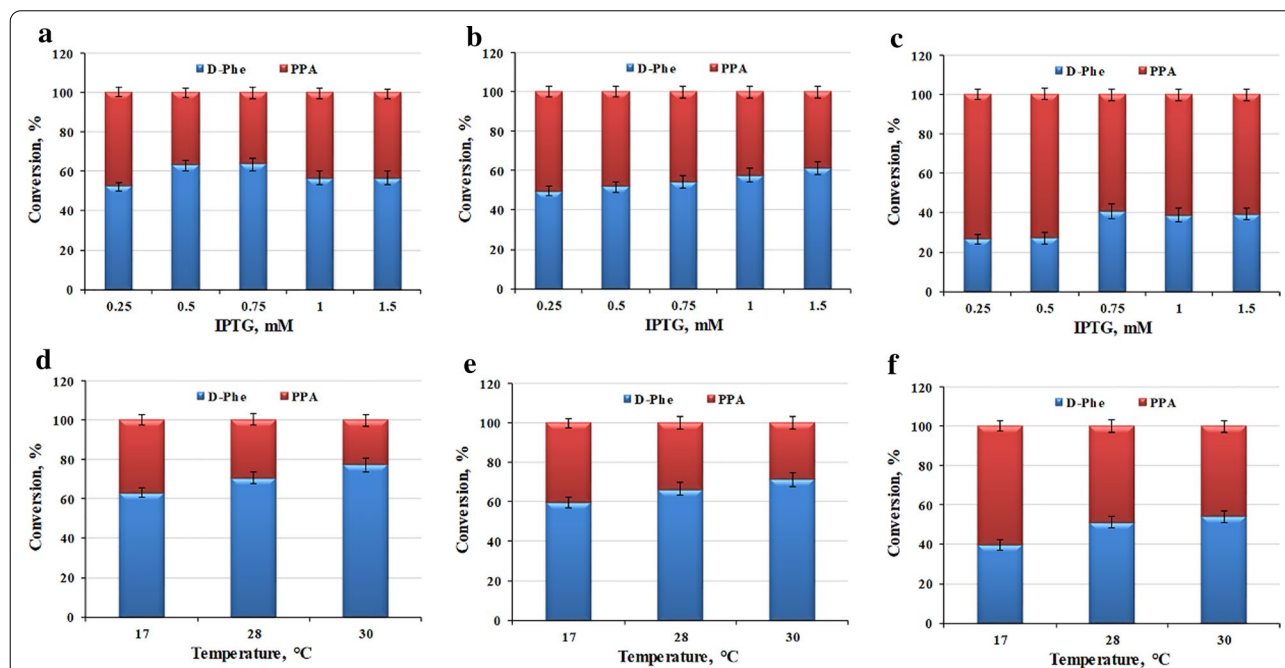 a
120
D-Phe PPA
100
80
60
40
20
0
Conversion, %
0.25 0.5 0.75 1 1.5
IPTG, mM
b
120
D-Phe PPA
100
80
60
40
20
0
Conversion, %
0.25 0.5 0.75 1 1.5
IPTG, mM
c
120
D-Phe PPA
100
80
60
40
20
0
Conversion, %
0.25 0.5 0.75 1 1.5
IPTG, mM
d
120
D-Phe PPA
100
80
60
40
20
0
Conversion, %
17 28 30
Temperature, °C
e
120
D-Phe PPA
100
80
60
40
20
0
Conversion, %
17 28 30
Temperature, °C
f
120
D-Phe PPA
100
80
60
40
20
0
Conversion, %
17 28 30
Temperature, °C